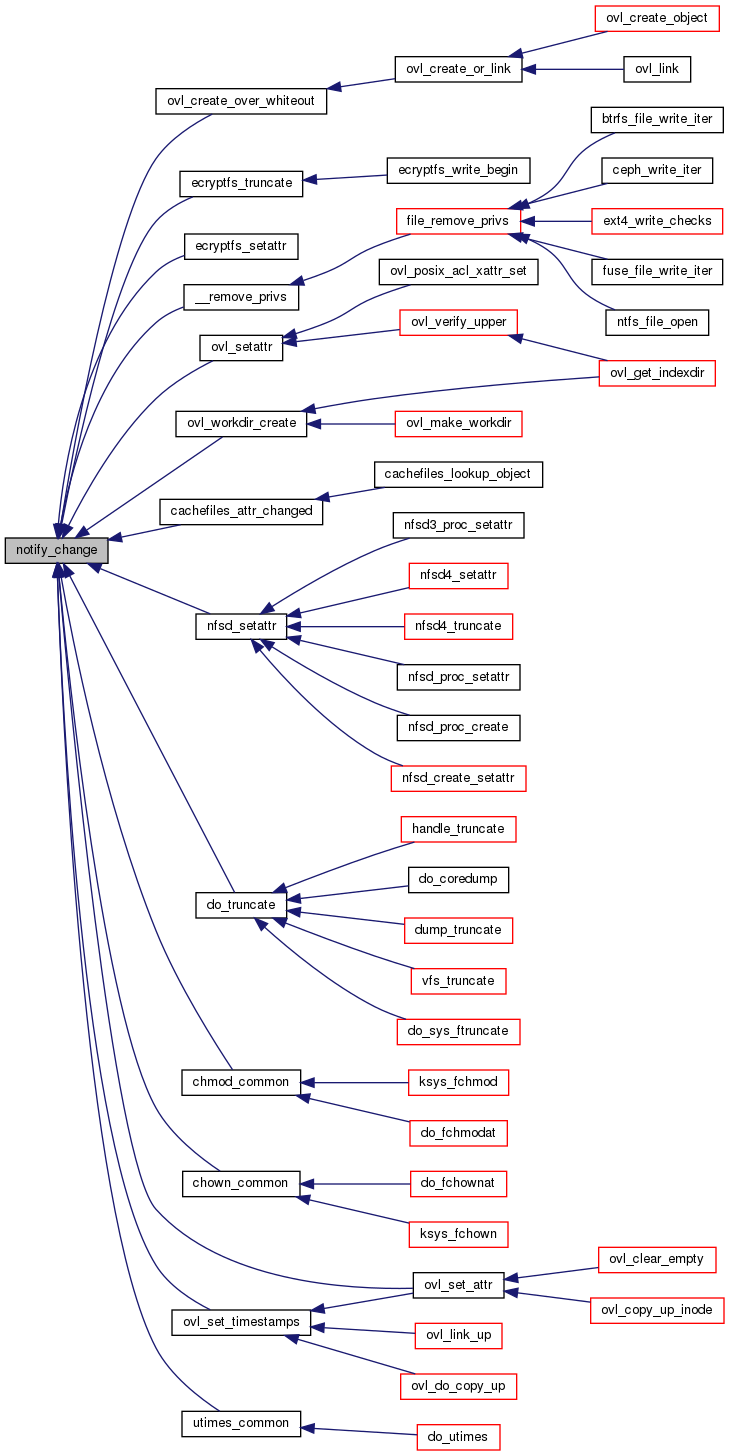 ovl_create_object
ovl_create_or_link
ovl_link
ovl_create_over_whiteout
btrfs_file_write_iter
ecryptfs_write_begin
ceph_write_iter
ecryptfs_truncate
file_remove_privs
ext4_write_checks
ecryptfs_setattr
ovl_posix_acl_xattr_set
fuse_file_write_iter
__remove_privs
ovl_verify_upper
ntfs_file_open
ovl_setattr
ovl_get_indexdir
ovl_workdir_create
ovl_make_workdir
cachefiles_lookup_object
cachefiles_attr_changed
nfsd3_proc_setattr
notify_change
nfsd4_setattr
nfsd_setattr
nfsd4_truncate
nfsd_proc_setattr
nfsd_proc_create
nfsd_create_setattr
handle_truncate
do_coredump
do_truncate
dump_truncate
vfs_truncate
do_sys_ftruncate
chmod_common
ksys_fchmod
do_fchmodat
chown_common
do_fchownat
ksys_fchown
ovl_clear_empty
ovl_set_attr
ovl_copy_up_inode
ovl_set_timestamps
ovl_link_up
ovl_do_copy_up
utimes_common
do_utimes